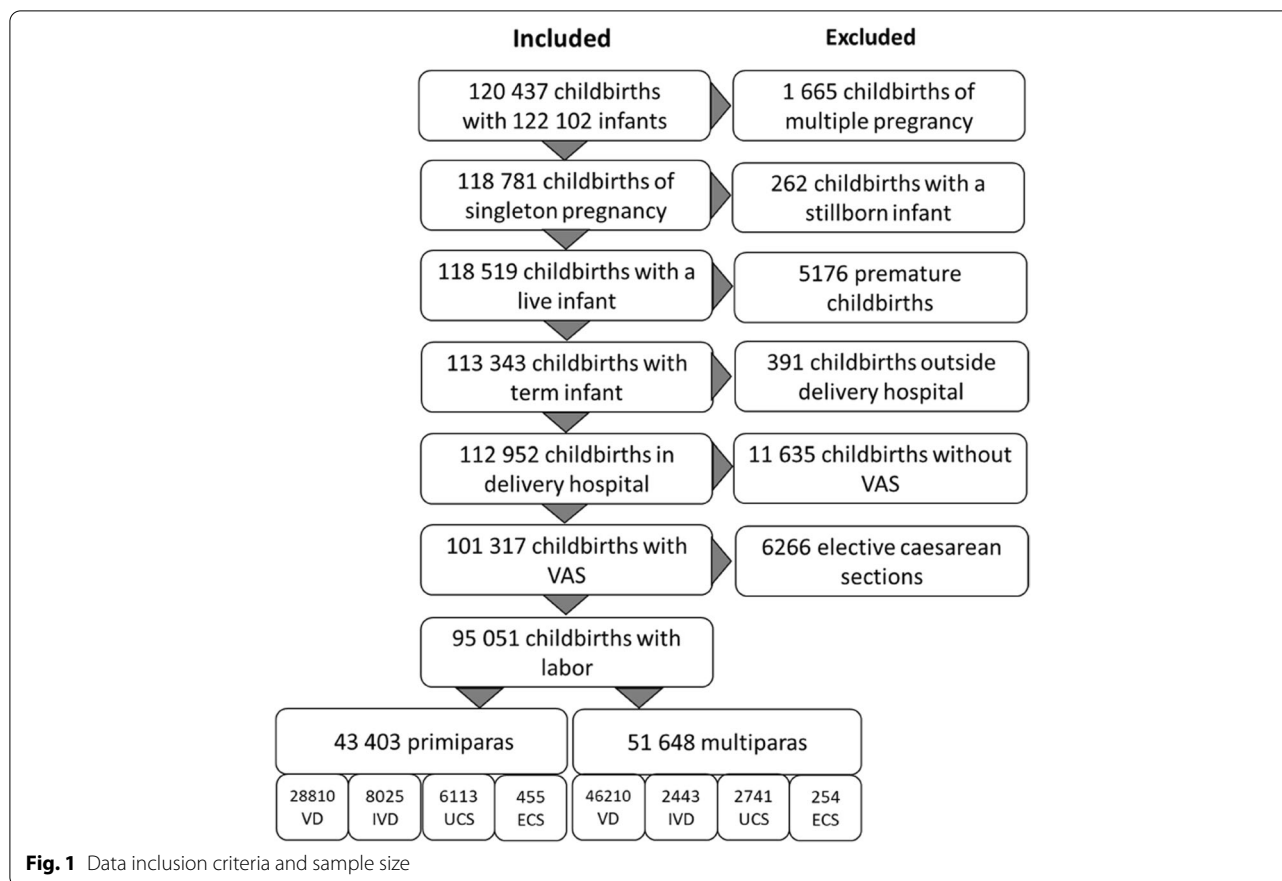 Included
Excluded
120 437 childbirths
with 122 102 infants
1 665 childbirths of
multiple pregnancy
118 781 childbirths of
singleton pregnancy
262 childbirths with a
stillborn infant
118 519 childbirths with a
live infant
5176 premature
childbirths
113 343 childbirths with
term infant
391 childbirths outside
delivery hospital
112 952 childbirths in
delivery hospital
11 635 childbirths without
VAS
101 317 childbirths with
VAS
6266 elective caesarean
sections
95 051 childbirths with
labor
43 403 primiparas
51 648 multiparas
28810
VD
8025
IVD
6113
UCS
455
ECS
46210
VD
2443
IVD
2741
UCS
254
ECS
Fig. 1 Data inclusion criteria and sample size